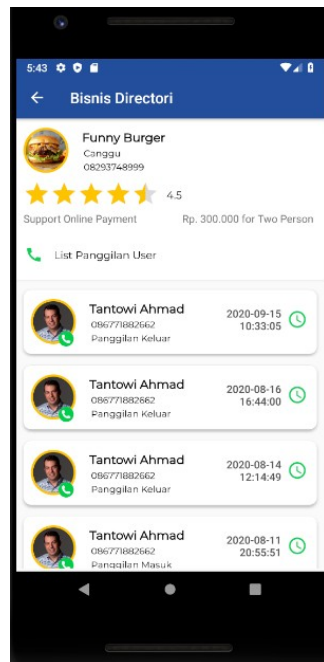 5:43
Bisnis Directori
Funny Burger
Canggu
08293748999
4.5
Support Online Payment
Rp. 300.000 for Two Person
List Panggilan User
Tantowi Ahmad
086771882662
Panggilan Keluar
2020-09-15
10:33:05
Tantowi Ahmad
086771882662
Panggilan Keluar
2020-08-16
16:44:00
Tantowi Ahmad
086771882662
Panggilan Keluar
2020-08-14
12:14:49
Tantowi Ahmad
086771882662
Panggilan Masuk
2020-08-11
20:55:51